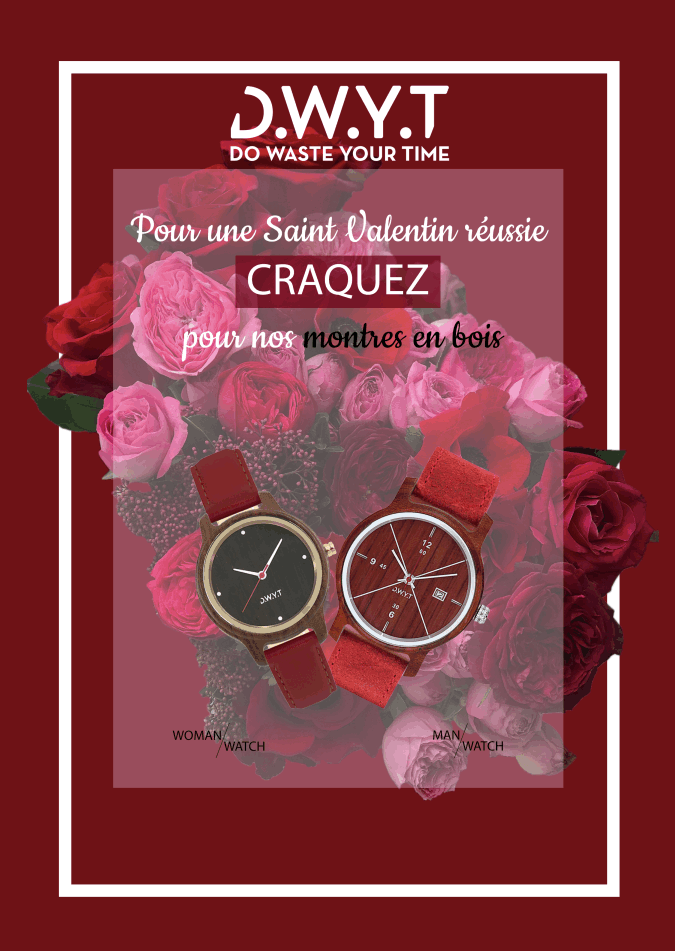 D.W.Y.T
DO WASTE YOUR TIME
Pour une Saint Valentin réussie
CRAQUEZ
pour nos montres en bois
D.W.Y.T
12
60
9 45
D.W.Y.T
30
6
WOMAN/
WATCH
MAN/
WATCH